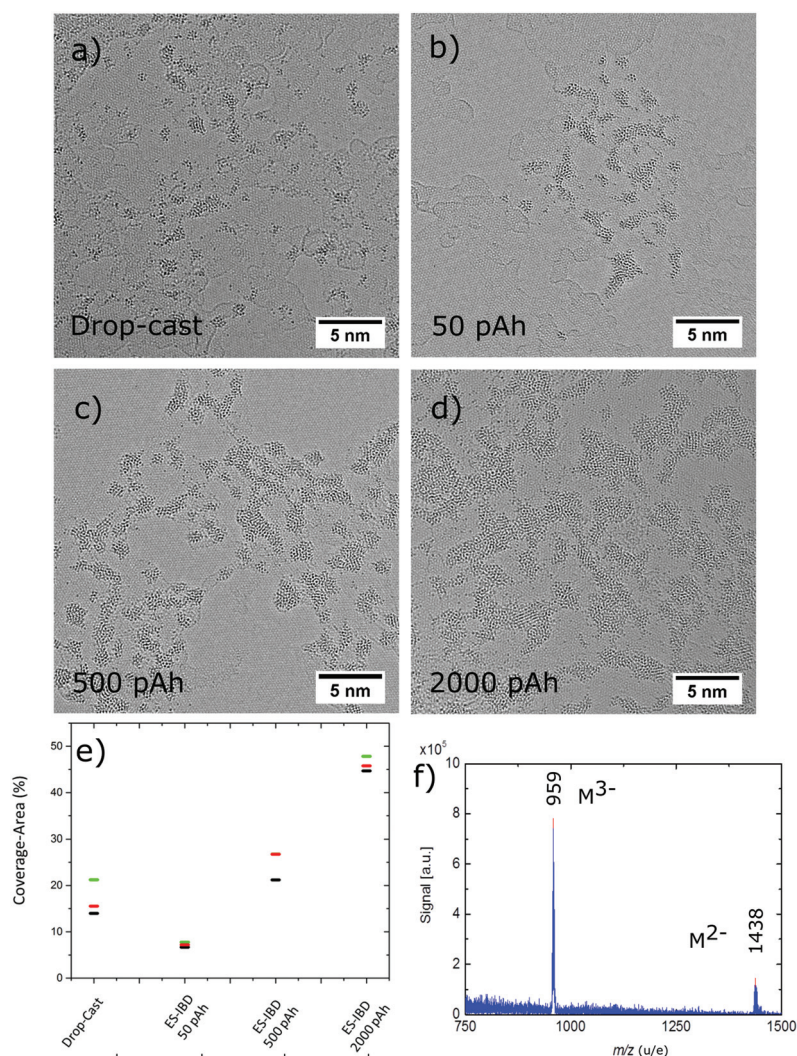 a)
Drop-cast
5 nm
b)
50 pAh
5 nm
c)
500 pAh
5 nm
d)
2000 pAh
5 nm
e)
Coverage-Area (%)
50
40
30
20
10
0
Drop-Cast
ES-IBD
50 pAh
ES-IBD
500 pAh
ES-IBD
2000 pAh
f)
x10⁵
Signal [a.u.]
10
8
6
4
2
0
959
M³⁻
M²⁻
1438
750
1000
1250
1500
m/z (u/e)